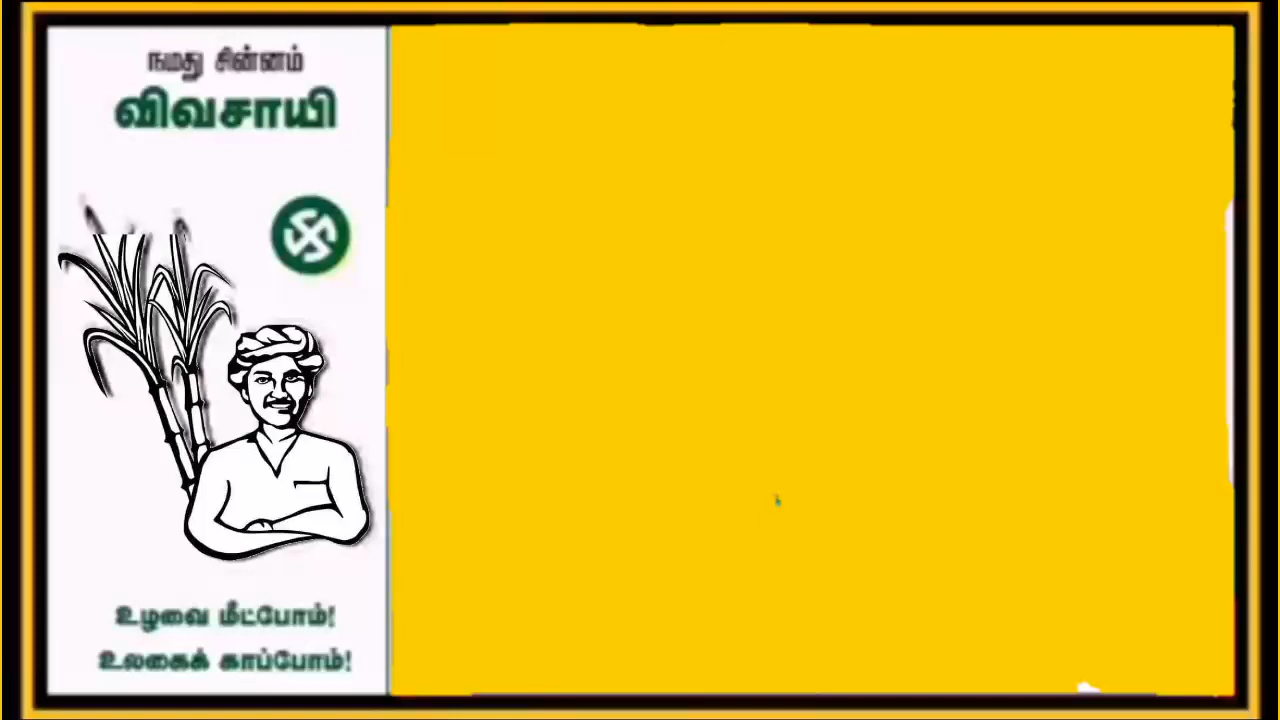 நமது சின்னம்
விவசாயி
உழவை மீட்போம்!
உலகைக் காப்போம்!